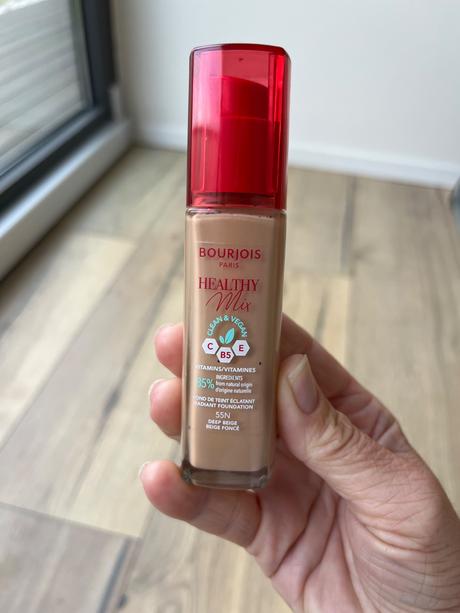 BOURJOIS
PARIS
HEALTHY
Mix
CLEAN & VEGAN
C
B5
E
VITAMINS/VITAMINES
85% INGREDIENTS
from natural origin
d'origine naturelle
FOND DE TEINT ÉCLATANT
RADIANT FOUNDATION
55N
DEEP BEIGE
BEIGE FONCÉ